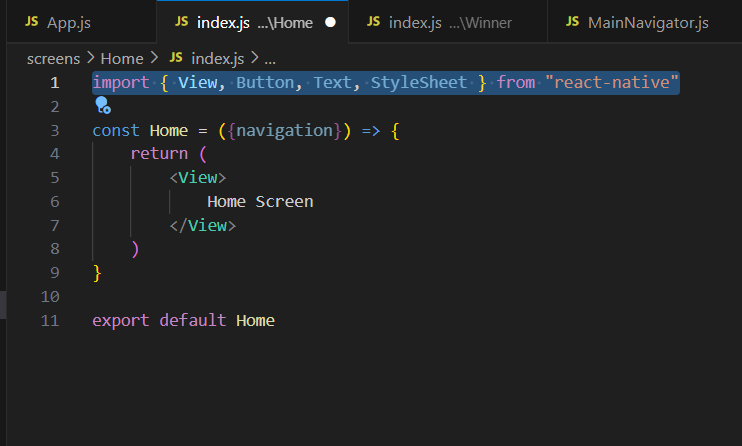 JS App.js
JS index.js ...\Home
JS index.js ...\Winner
JS MainNavigator.js
screens > Home > JS index.js > ...
1 import { View, Button, Text, StyleSheet } from "react-native"
2
3 const Home = ({navigation}) => {
4     return (
5         <View>
6             Home Screen
7         </View>
8     )
9 }
10
11 export default Home